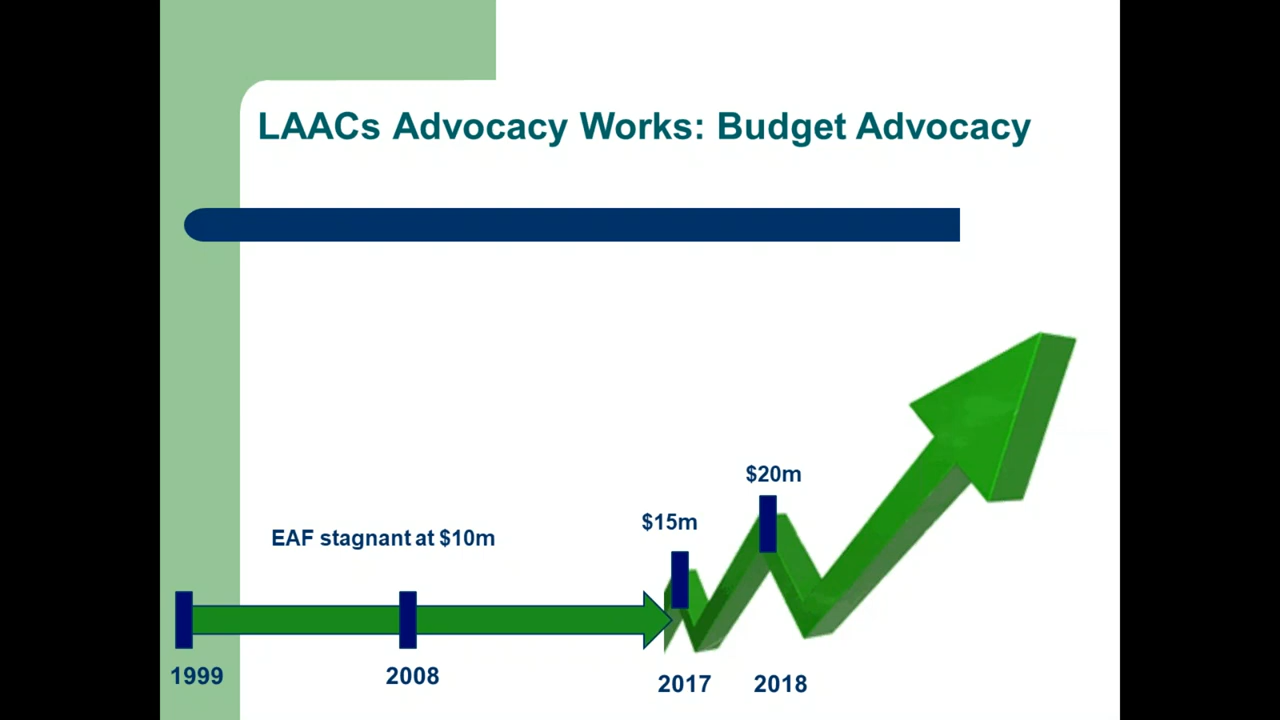 LAACs Advocacy Works: Budget Advocacy
$20m
$15m
EAF stagnant at $10m
1999
2008
2017
2018